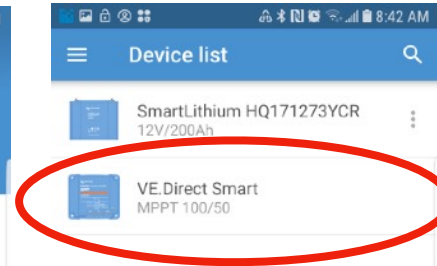 8:42 AM
Device list
SmartLithium HQ171273YCR
12V/200Ah
VE.Direct Smart
MPPT 100/50